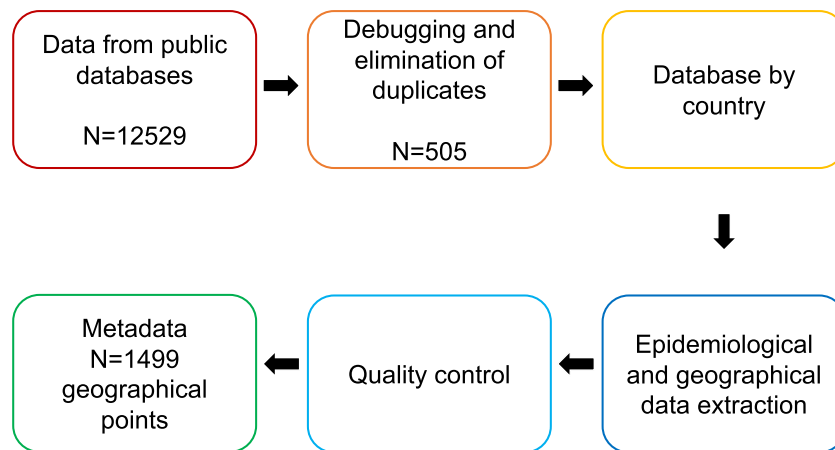 Data from public
databases
N=12529
Debugging and
elimination of
duplicates
N=505
Database by
country
Epidemiological
and geographical
data extraction
Quality control
Metadata
N=1499
geographical
points